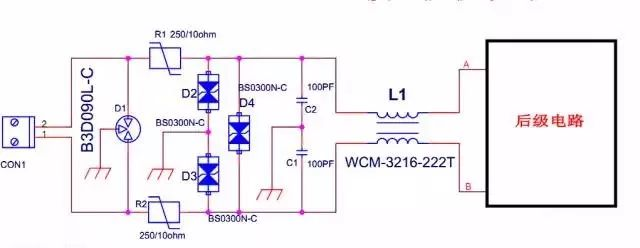 R1 250/10ohm
B3D090L-C
D1
2
1
CON1
D2
BS0300N-C
BS0300N-C
D4
D3
BS0300N-C
100PF
C2
C1
100PF
R2
250/10ohm
L1
WCM-3216-222T
A
B
后级电路